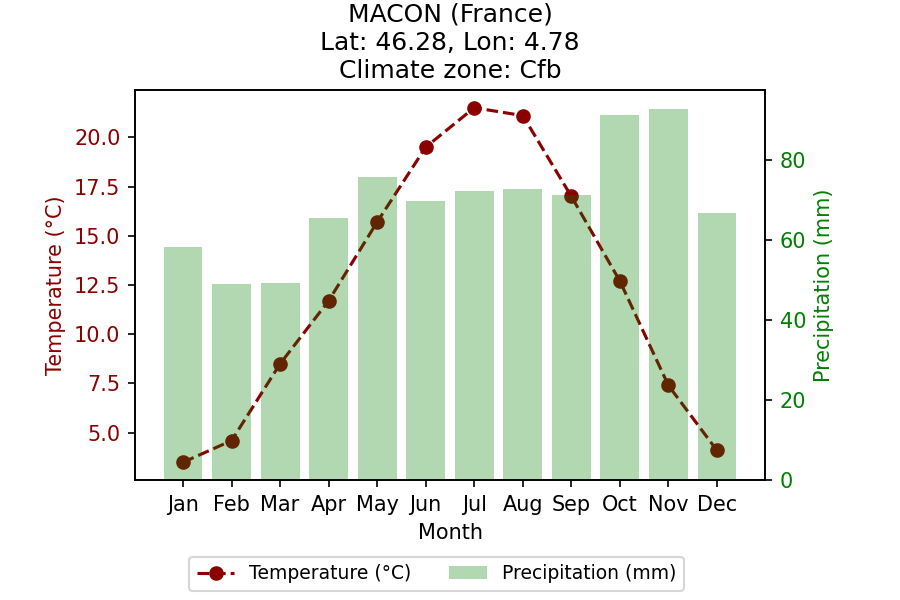 MACON (France)
Lat: 46.28, Lon: 4.78
Climate zone: Cfb
Temperature (°C)
20.0
17.5
15.0
12.5
10.0
7.5
5.0
80
60
40
20
0
Precipitation (mm)
Jan Feb Mar Apr May Jun Jul Aug Sep Oct Nov Dec
Month
Temperature (°C) Precipitation (mm)